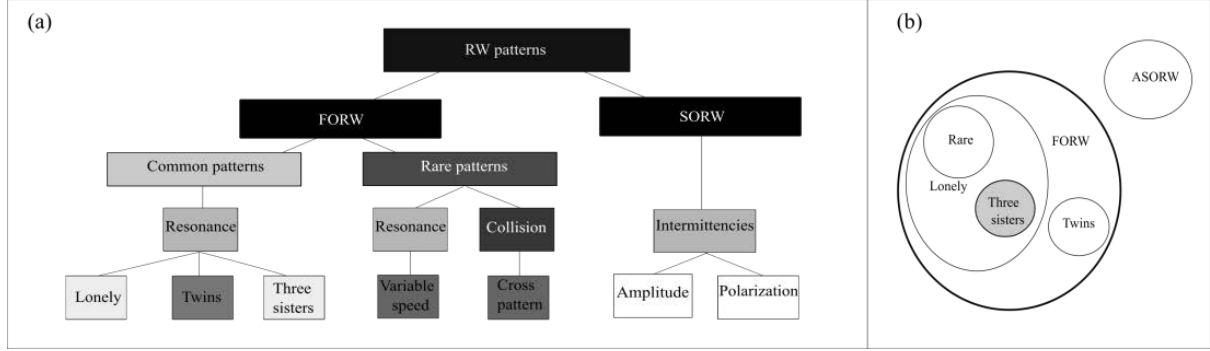 (a)
RW patterns
FORW
SORW
Common patterns
Rare patterns
Resonance
Resonance
Collision
Intermittencies
Lonely
Twins
Three
sisters
Variable
speed
Cross
pattern
Amplitude
Polarization
(b)
ASORW
Rare
FORW
Lonely
Three
sisters
Twins